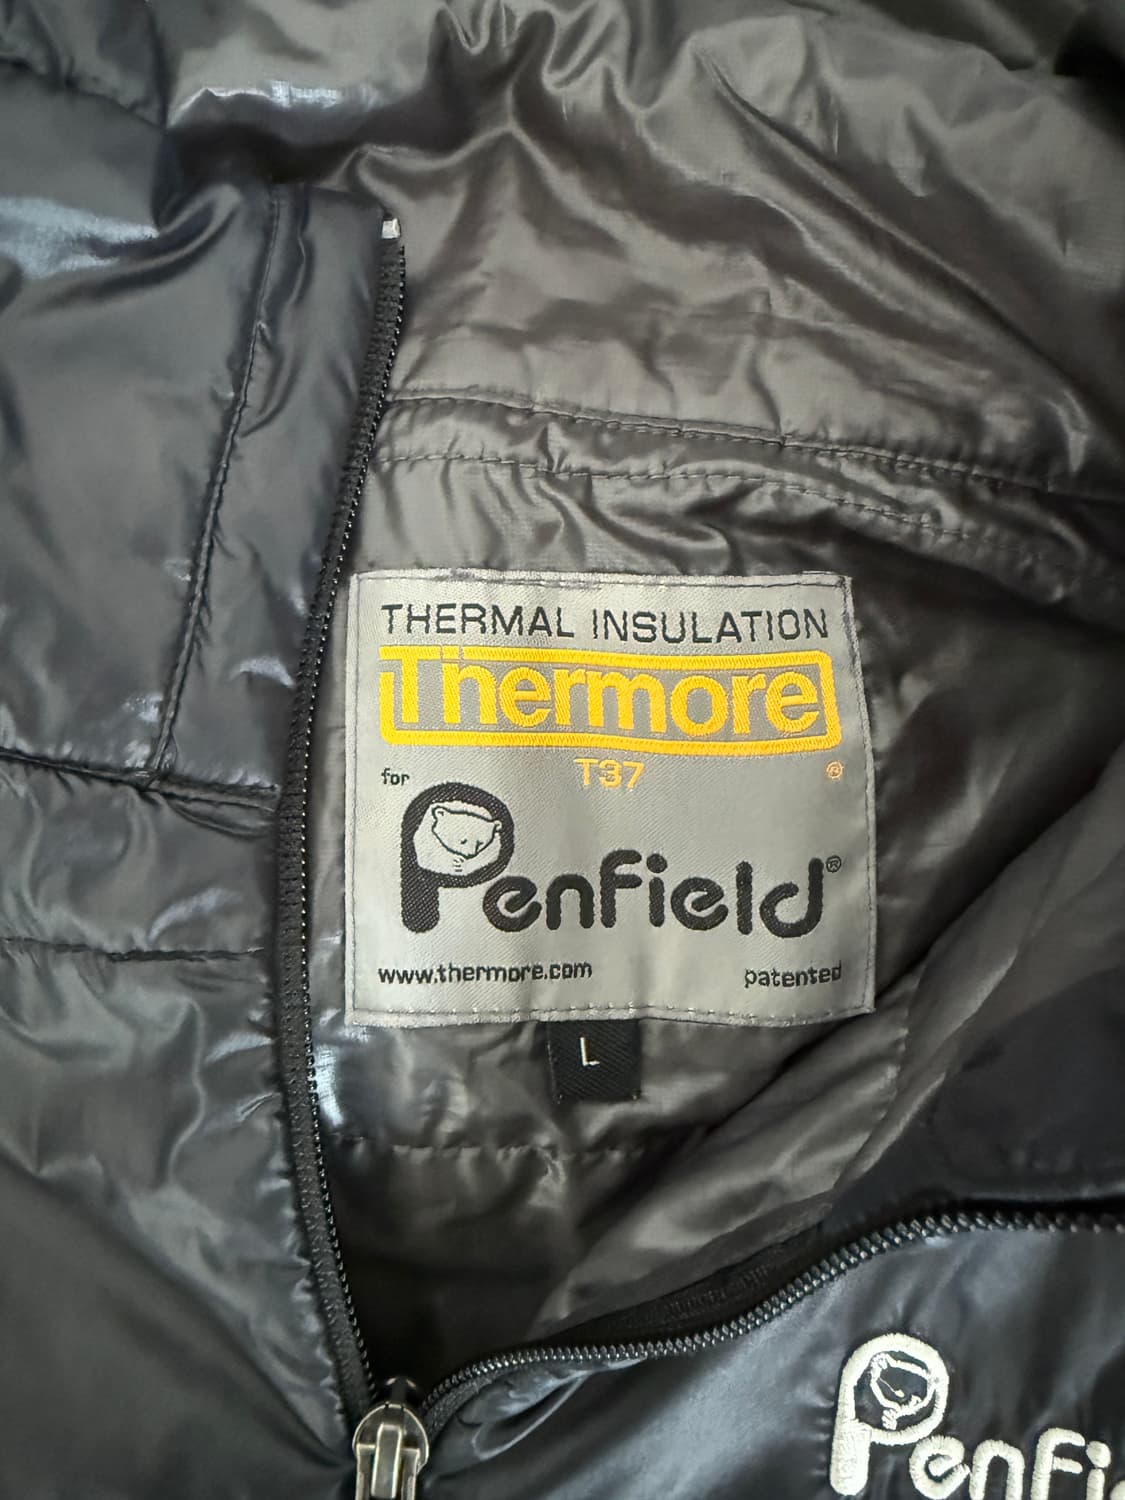 THERMAL INSULATION
Thermore
T37 ®
for
Penfield®
www.thermore.com patented
L
Penfi